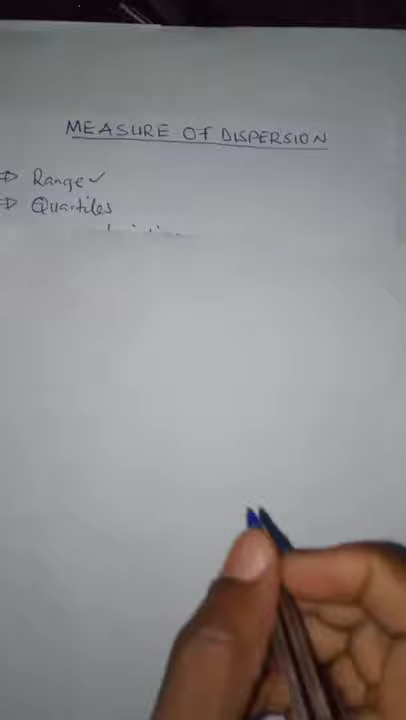 MEASURE OF DISPERSION
⇒ Range ✓
⇒ Quartiles